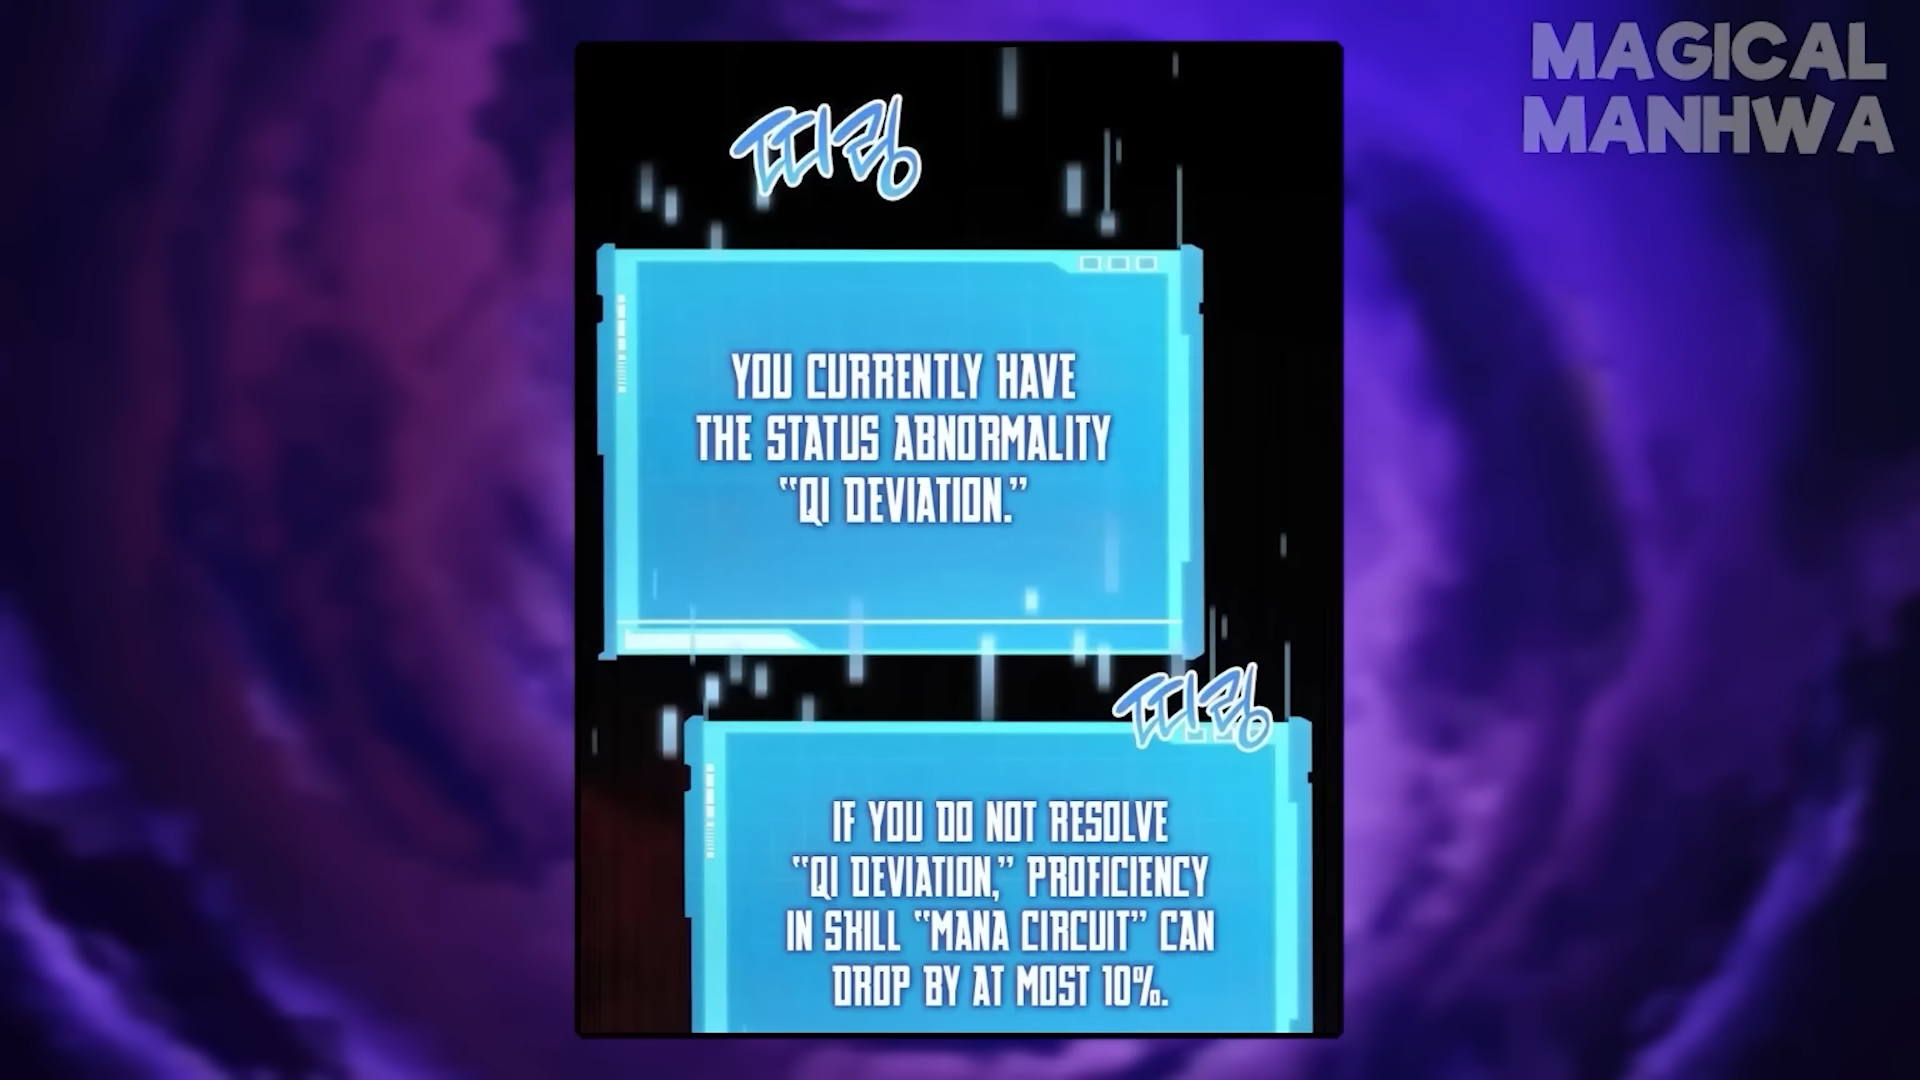 MAGICAL
MANHWA
띠링
YOU CURRENTLY HAVE
THE STATUS ABNORMALITY
“QI DEVIATION.”
띠링
IF YOU DO NOT RESOLVE
“QI DEVIATION,” PROFICIENCY
IN SKILL “MANA CIRCUIT” CAN
DROP BY AT MOST 10%.